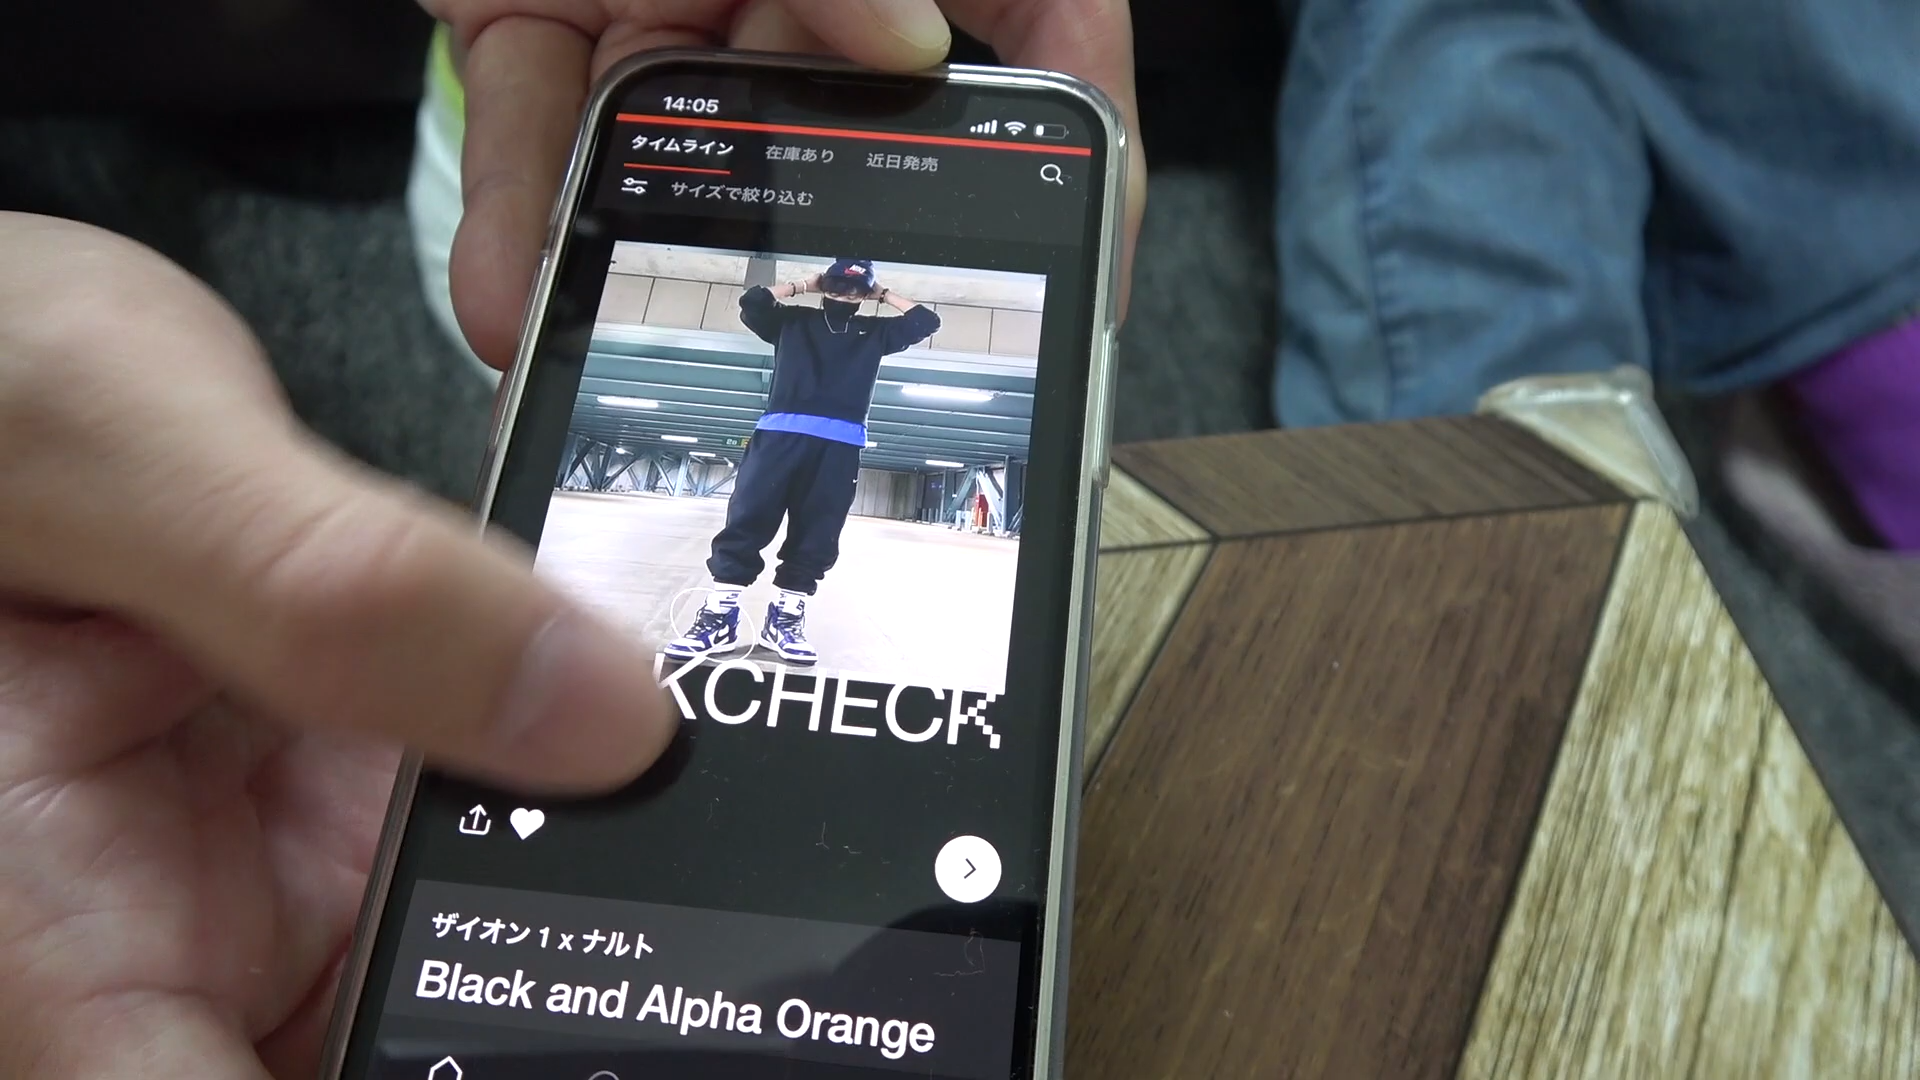 14:05
タイムライン 在庫あり 近日発売
サイズで絞り込む
KCHECK
ザイオン 1 x ナルト
Black and Alpha Orange